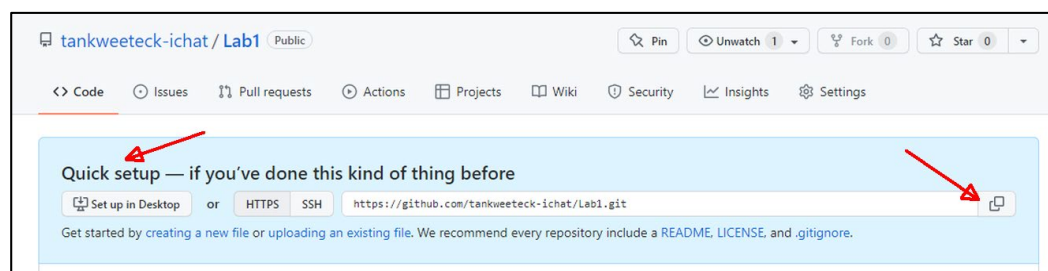 tankweeteck-ichat / Lab1 Public Pin Unwatch 1 Fork 0 Star 0
<> Code Issues Pull requests Actions Projects Wiki Security Insights Settings
Quick setup — if you've done this kind of thing before
Set up in Desktop or HTTPS SSH https://github.com/tankweeteck-ichat/Lab1.git
Get started by creating a new file or uploading an existing file. We recommend every repository include a README, LICENSE, and .gitignore.